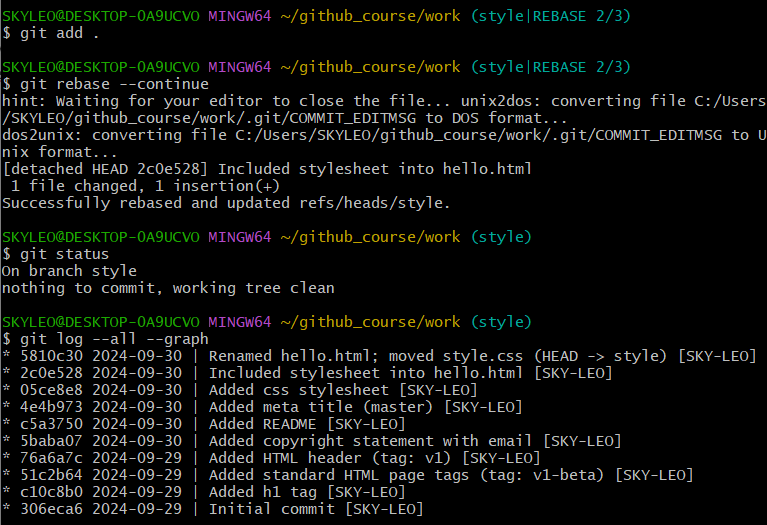 SKYLEO@DESKTOP-0A9UCVO MINGW64 ~/github_course/work (style|REBASE 2/3)
$ git add .
SKYLEO@DESKTOP-0A9UCVO MINGW64 ~/github_course/work (style|REBASE 2/3)
$ git rebase --continue
hint: Waiting for your editor to close the file... unix2dos: converting file C:/Users
/SKYLEO/github_course/work/.git/COMMIT_EDITMSG to DOS format...
dos2unix: converting file C:/Users/SKYLEO/github_course/work/.git/COMMIT_EDITMSG to U
nix format...
[detached HEAD 2c0e528] Included stylesheet into hello.html
 1 file changed, 1 insertion(+)
Successfully rebased and updated refs/heads/style.
SKYLEO@DESKTOP-0A9UCVO MINGW64 ~/github_course/work (style)
$ git status
On branch style
nothing to commit, working tree clean
SKYLEO@DESKTOP-0A9UCVO MINGW64 ~/github_course/work (style)
$ git log --all --graph
* 5810c30 2024-09-30 | Renamed hello.html; moved style.css (HEAD -> style) [SKY-LEO]
* 2c0e528 2024-09-30 | Included stylesheet into hello.html [SKY-LEO]
* 05ce8e8 2024-09-30 | Added css stylesheet [SKY-LEO]
* 4e4b973 2024-09-30 | Added meta title (master) [SKY-LEO]
* c5a3750 2024-09-30 | Added README [SKY-LEO]
* 5baba07 2024-09-30 | Added copyright statement with email [SKY-LEO]
* 76a6a7c 2024-09-29 | Added HTML header (tag: v1) [SKY-LEO]
* 51c2b64 2024-09-29 | Added standard HTML page tags (tag: v1-beta) [SKY-LEO]
* c10c8b0 2024-09-29 | Added h1 tag [SKY-LEO]
* 306eca6 2024-09-29 | Initial commit [SKY-LEO]